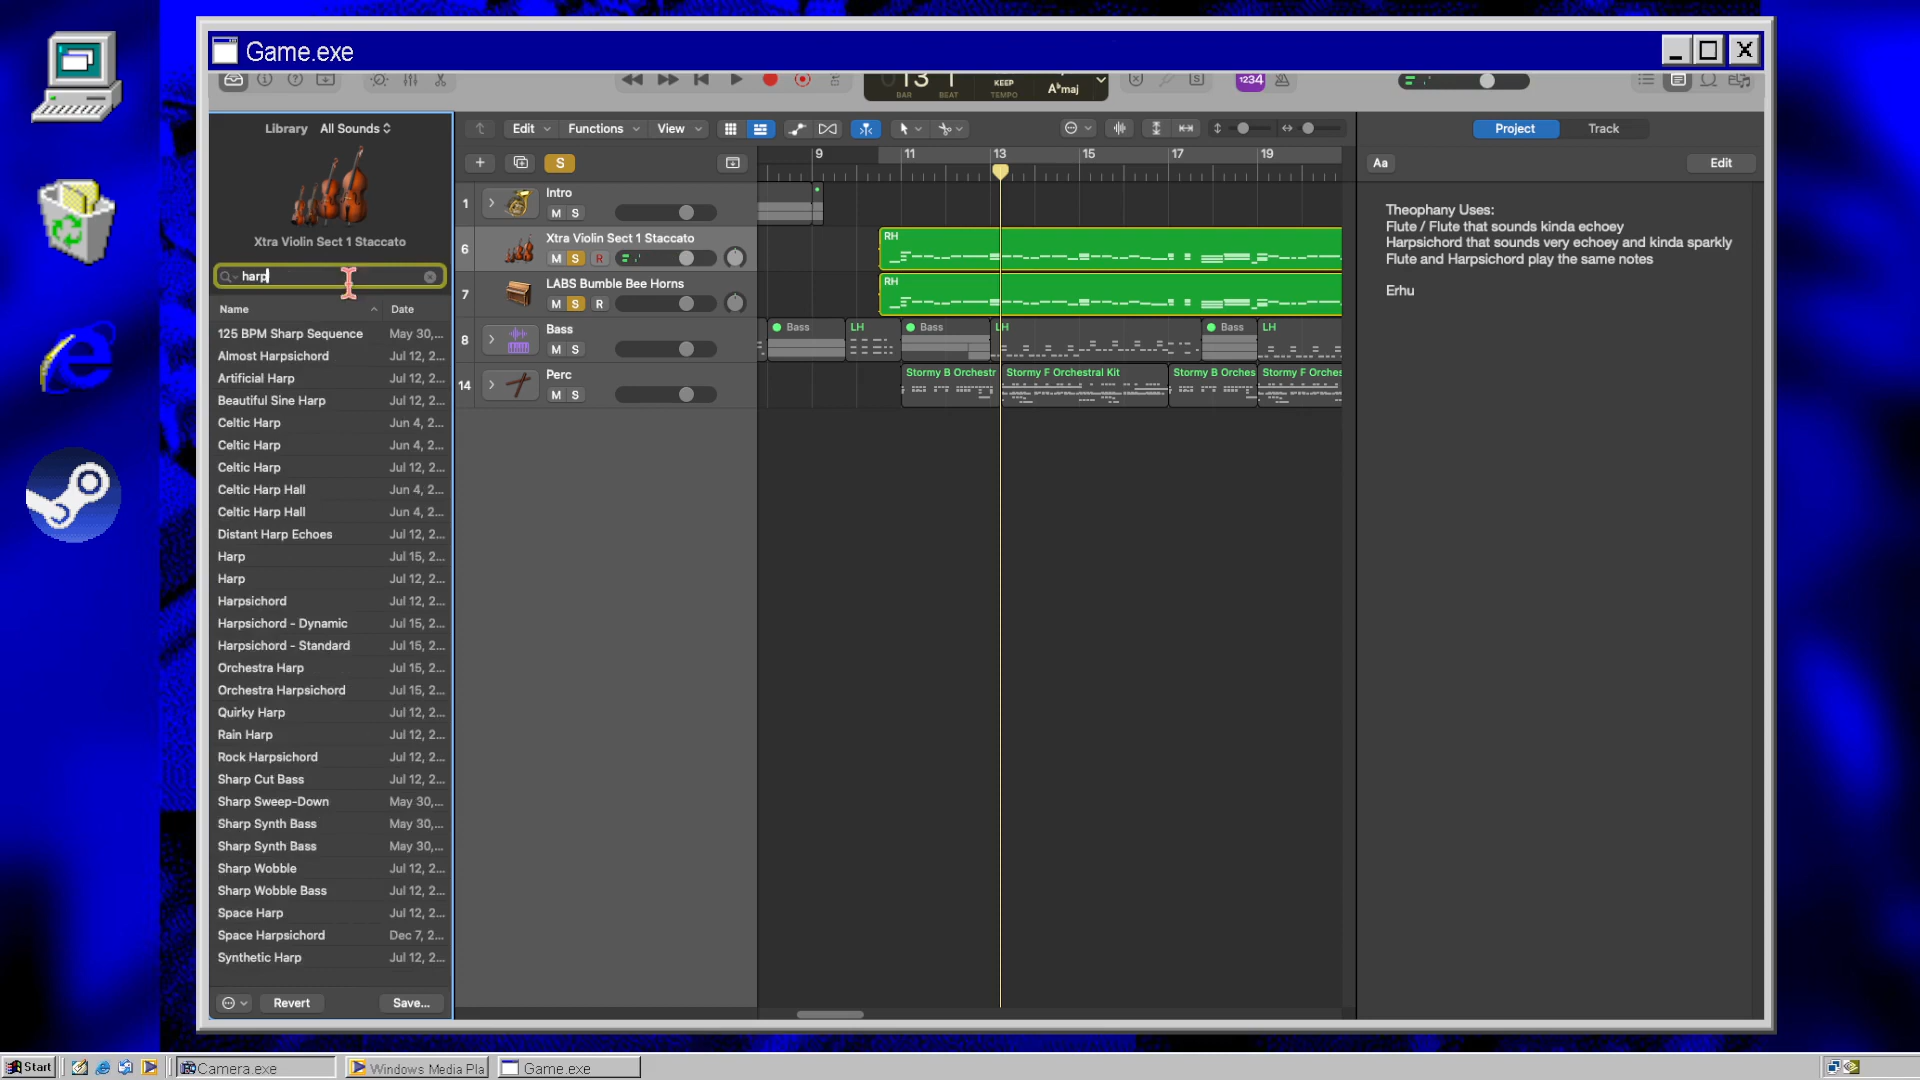 Game.exe
13 1
BAR BEAT
KEEP
TEMPO
A♭maj
1234
Library All Sounds
Edit Functions View
9 11 13 15 17 19
Project Track
S
Aa
Edit
Xtra Violin Sect 1 Staccato
harp
Name Date
125 BPM Sharp Sequence May 30,...
Almost Harpsichord Jul 12, 2...
Artificial Harp Jul 12, 2...
Beautiful Sine Harp Jul 12, 2...
Celtic Harp Jun 4, 2...
Celtic Harp Jun 4, 2...
Celtic Harp Jul 12, 2...
Celtic Harp Hall Jun 4, 2...
Celtic Harp Hall Jun 4, 2...
Distant Harp Echoes Jul 12, 2...
Harp Jul 15, 2...
Harp Jul 12, 2...
Harpsichord Jul 12, 2...
Harpsichord - Dynamic Jul 15, 2...
Harpsichord - Standard Jul 15, 2...
Orchestra Harp Jul 15, 2...
Orchestra Harpsichord Jul 15, 2...
Quirky Harp Jul 12, 2...
Rain Harp Jul 12, 2...
Rock Harpsichord Jul 12, 2...
Sharp Cut Bass Jul 12, 2...
Sharp Sweep-Down May 30,...
Sharp Synth Bass May 30,...
Sharp Synth Bass May 30,...
Sharp Wobble Jul 12, 2...
Sharp Wobble Bass Jul 12, 2...
Space Harp Jul 12, 2...
Space Harpsichord Dec 7, 2...
Synthetic Harp Jul 12, 2...
Revert Save...
1 Intro
M S
6 Xtra Violin Sect 1 Staccato
M S R
RH
7 LABS Bumble Bee Horns
M S R
RH
8 Bass
M S
Bass LH Bass LH Bass LH
14 Perc
M S
Stormy B Orchestr Stormy F Orchestral Kit Stormy B Orches Stormy F Orches
Theophany Uses:
Flute / Flute that sounds kinda echoey
Harpsichord that sounds very echoey and kinda sparkly
Flute and Harpsichord play the same notes
Erhu
Start Camera.exe Windows Media Pla Game.exe